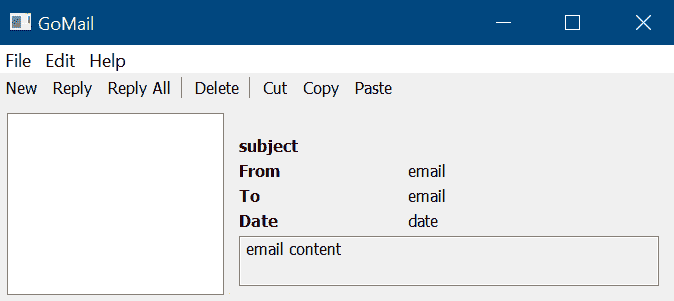 GoMail
File Edit Help
New Reply Reply All Delete Cut Copy Paste
subject
From email
To email
Date date
email content